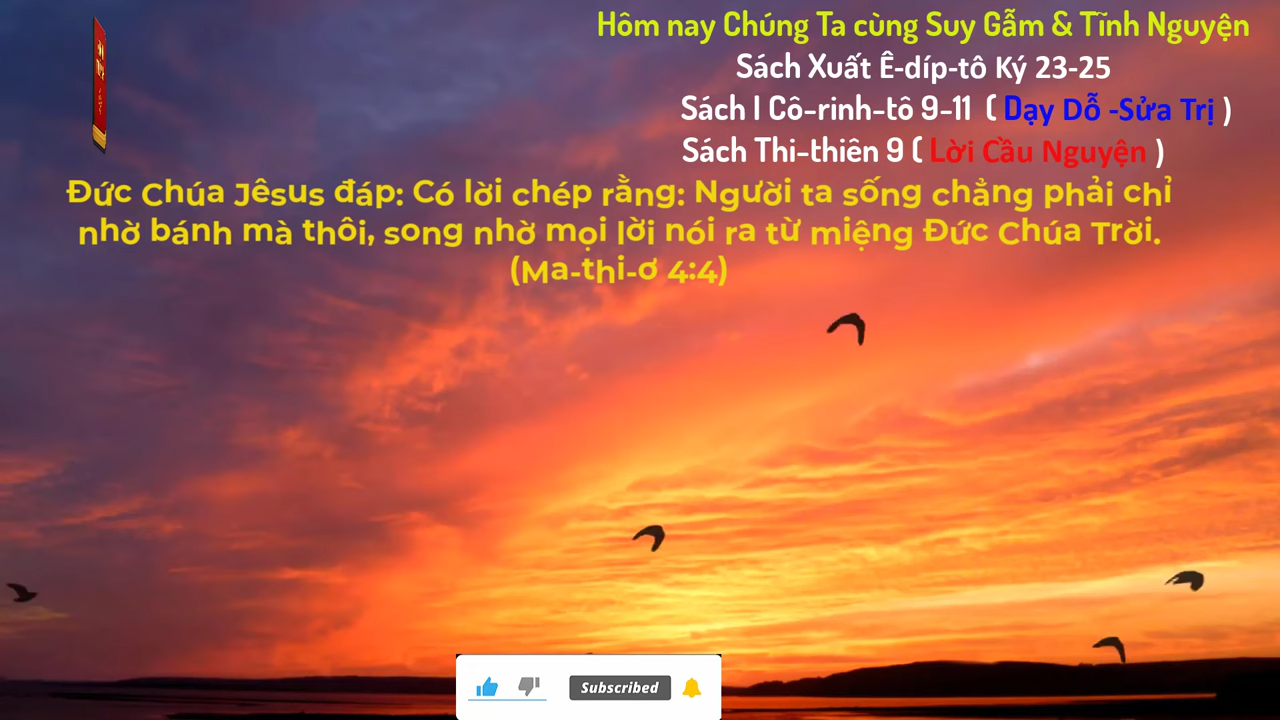 Hôm nay Chúng Ta cùng Suy Gẫm & Tĩnh Nguyện
Sách Xuất Ê-díp-tô Ký 23-25
Sách I Cô-rinh-tô 9-11 ( Dạy Dỗ -Sửa Trị )
Sách Thi-thiên 9 ( Lời Cầu Nguyện )
Đức Chúa Jêsus đáp: Có lời chép rằng: Người ta sống chẳng phải chỉ
nhờ bánh mà thôi, song nhờ mọi lời nói ra từ miệng Đức Chúa Trời.
(Ma-thi-ơ 4:4)
Subscribed